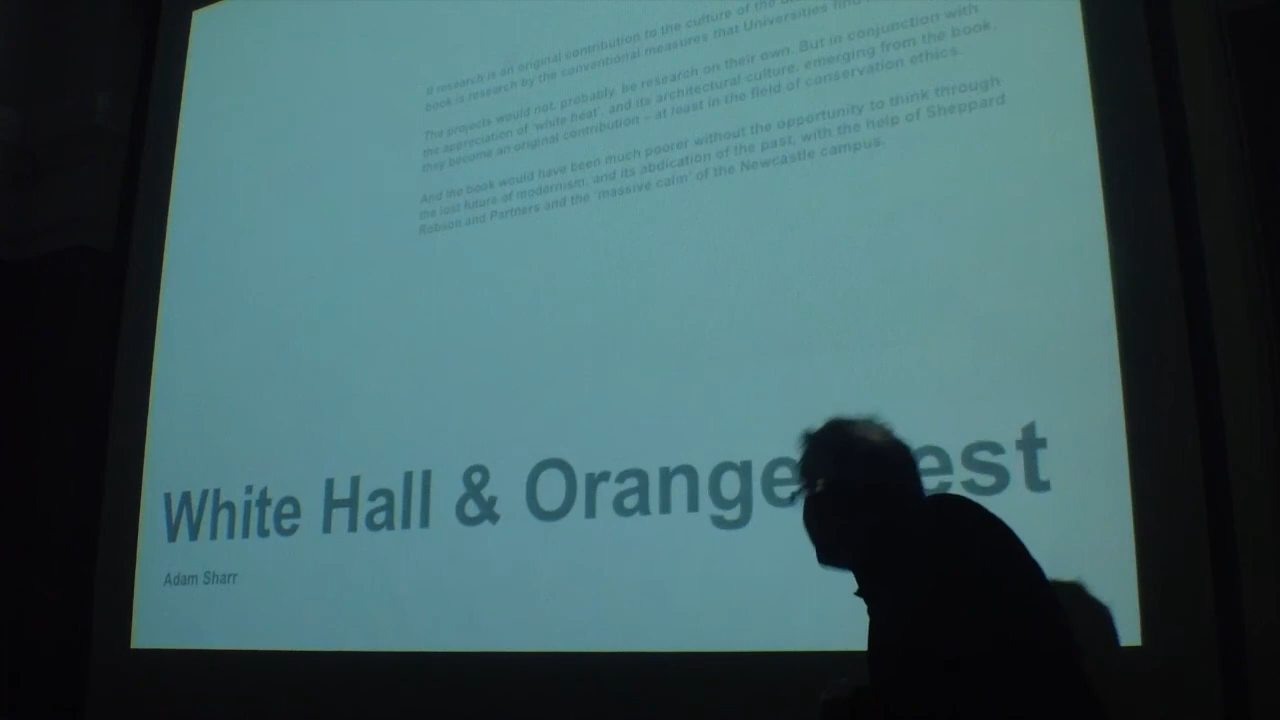 If research is an original contribution to the culture of the
book is research by the conventional measures that Universities find
The projects would not, probably, be research on their own. But in conjunction with
the appreciation of 'white heat', and its architectural culture, emerging from the book,
they become an original contribution – at least in the field of conservation ethics.
And the book would have been much poorer without the opportunity to think through
the lost future of modernism, and its abdication of the past, with the help of Sheppard
Robson and Partners and the 'massive calm' of the Newcastle campus.
White Hall & Orange est
Adam Sharr